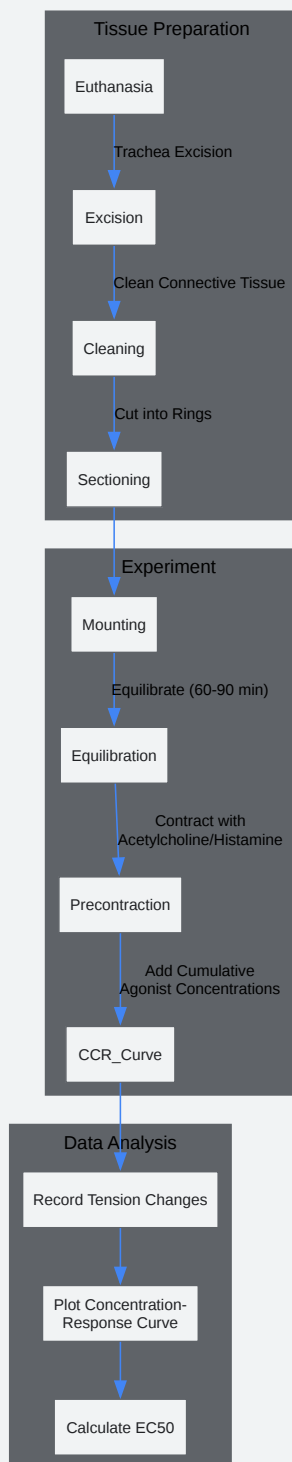 Tissue Preparation
Euthanasia
Trachea Excision
Excision
Clean Connective Tissue
Cleaning
Cut into Rings
Sectioning
Experiment
Mounting
Equilibrate (60-90 min)
Equilibration
Contract with
Acetylcholine/Histamine
Precontraction
Add Cumulative
Agonist Concentrations
CCR_Curve
Data Analysis
Record Tension Changes
Plot Concentration-
Response Curve
Calculate EC50